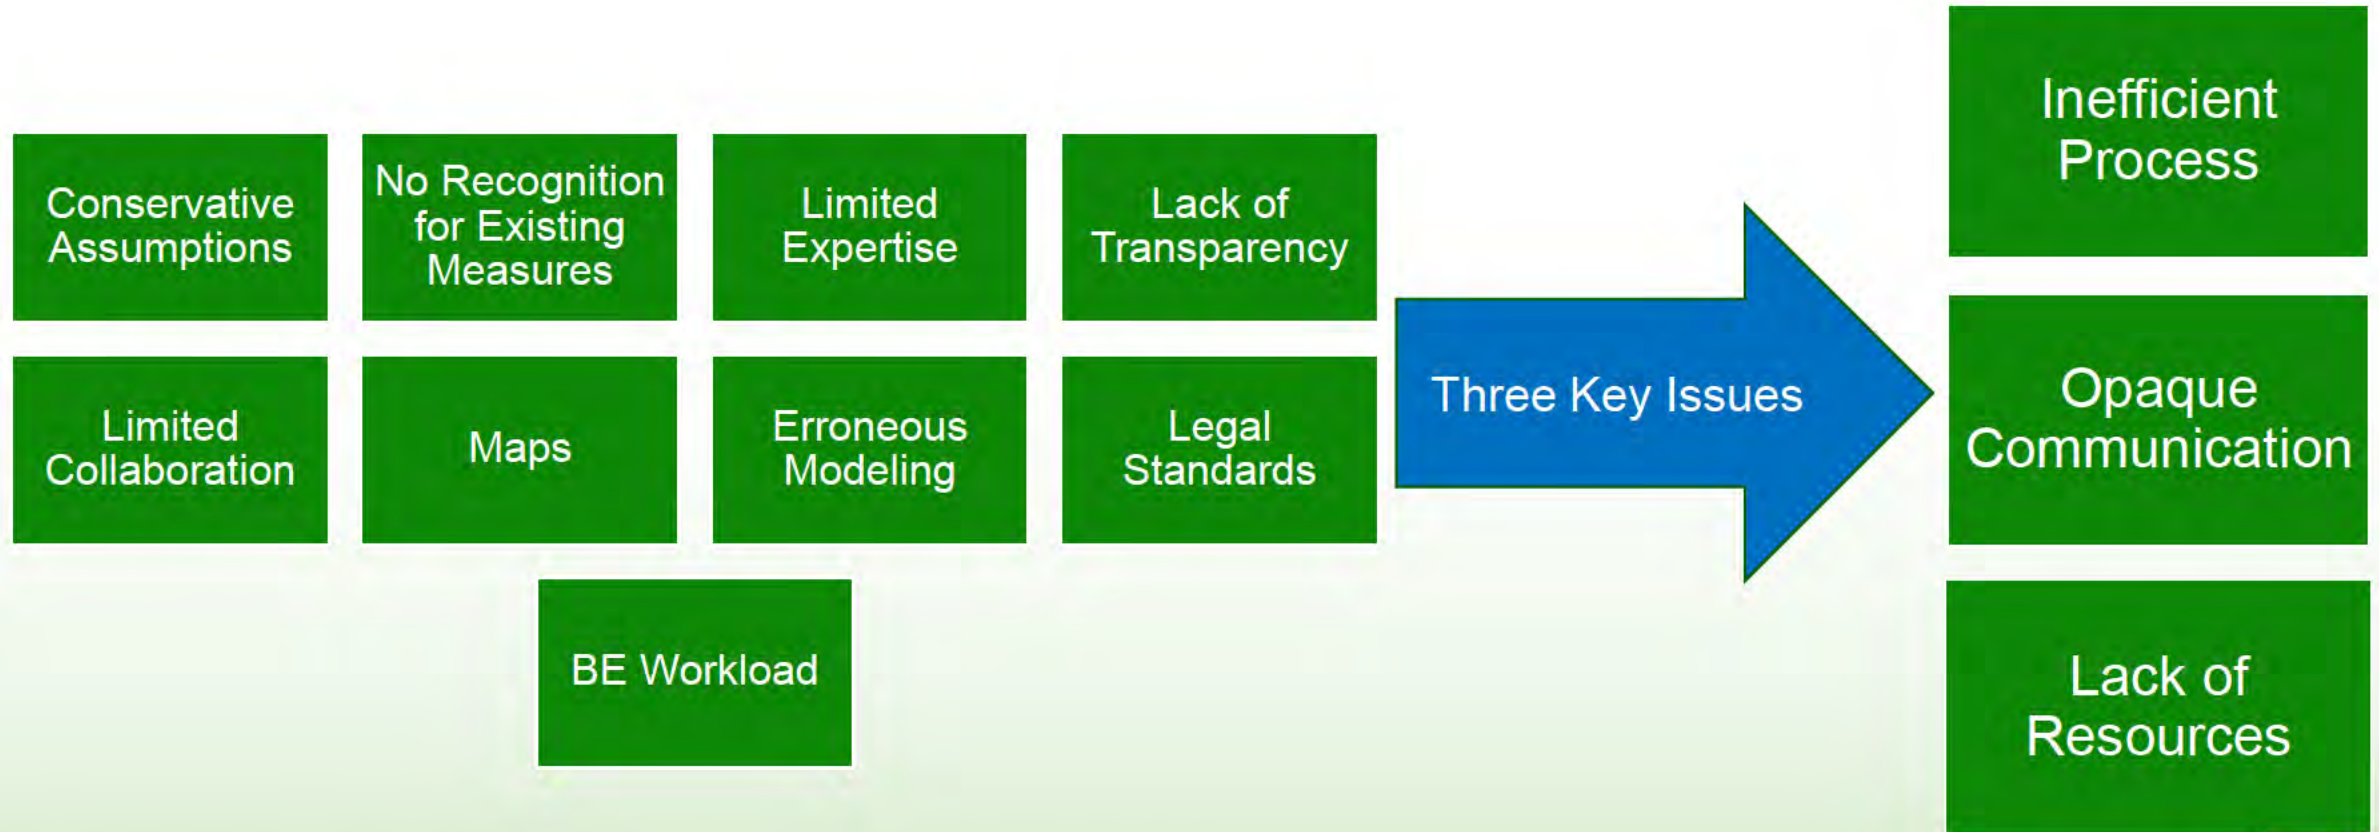 Conservative
Assumptions
No Recognition
for Existing
Measures
Limited
Expertise
Lack of
Transparency
Limited
Collaboration
Maps
Erroneous
Modeling
Legal
Standards
BE Workload
Three Key Issues
Inefficient
Process
Opaque
Communication
Lack of
Resources